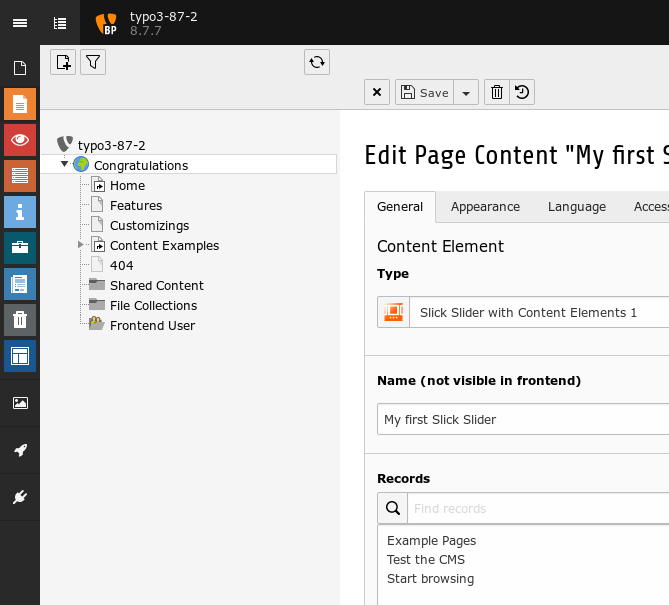 typo3-87-2
8.7.7
BP
Save
typo3-87-2
Congratulations
Home
Features
Customizings
Content Examples
404
Shared Content
File Collections
Frontend User
Edit Page Content "My first S
General Appearance Language Acces
Content Element
Type
Slick Slider with Content Elements 1
Name (not visible in frontend)
My first Slick Slider
Records
Find records
Example Pages
Test the CMS
Start browsing